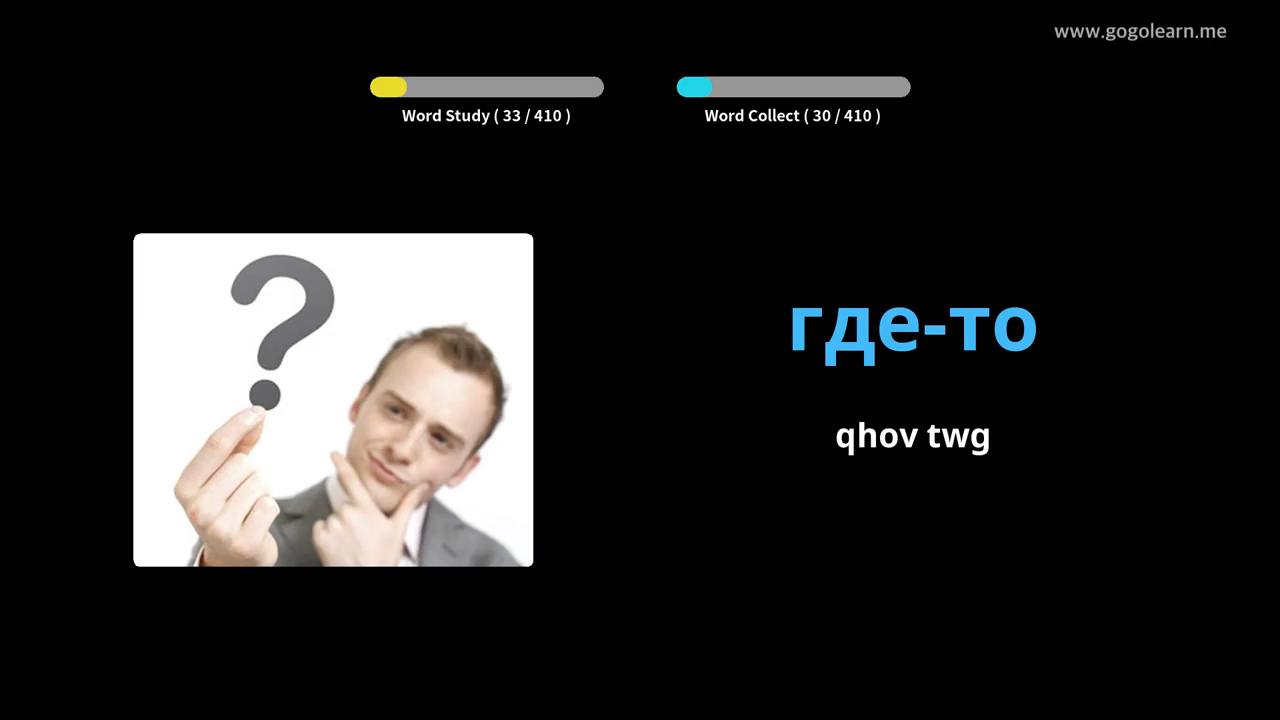 www.gogolearn.me
Word Study ( 33 / 410 )
Word Collect ( 30 / 410 )
где-то
qhov twg